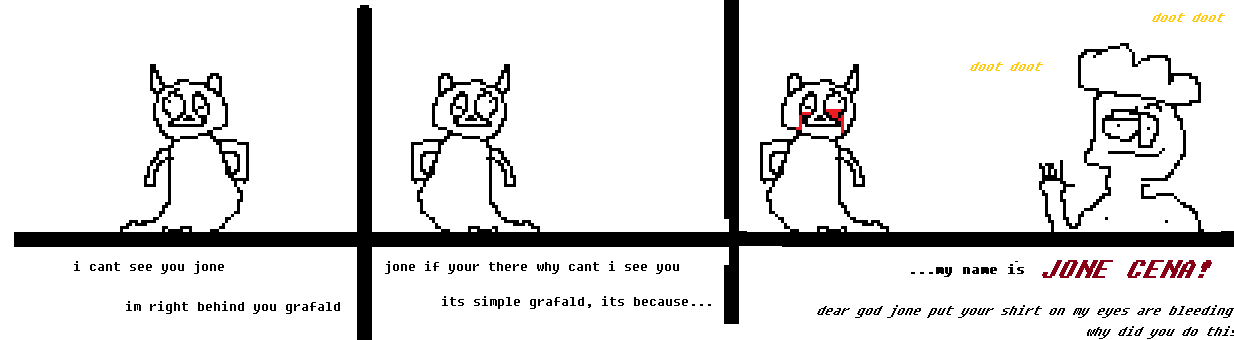 i cant see you jone
im right behind you grafald
jone if your there why cant i see you
its simple grafald, its because...
doot doot
doot doot
...my name is JONE CENA!
dear god jone put your shirt on my eyes are bleeding
why did you do this